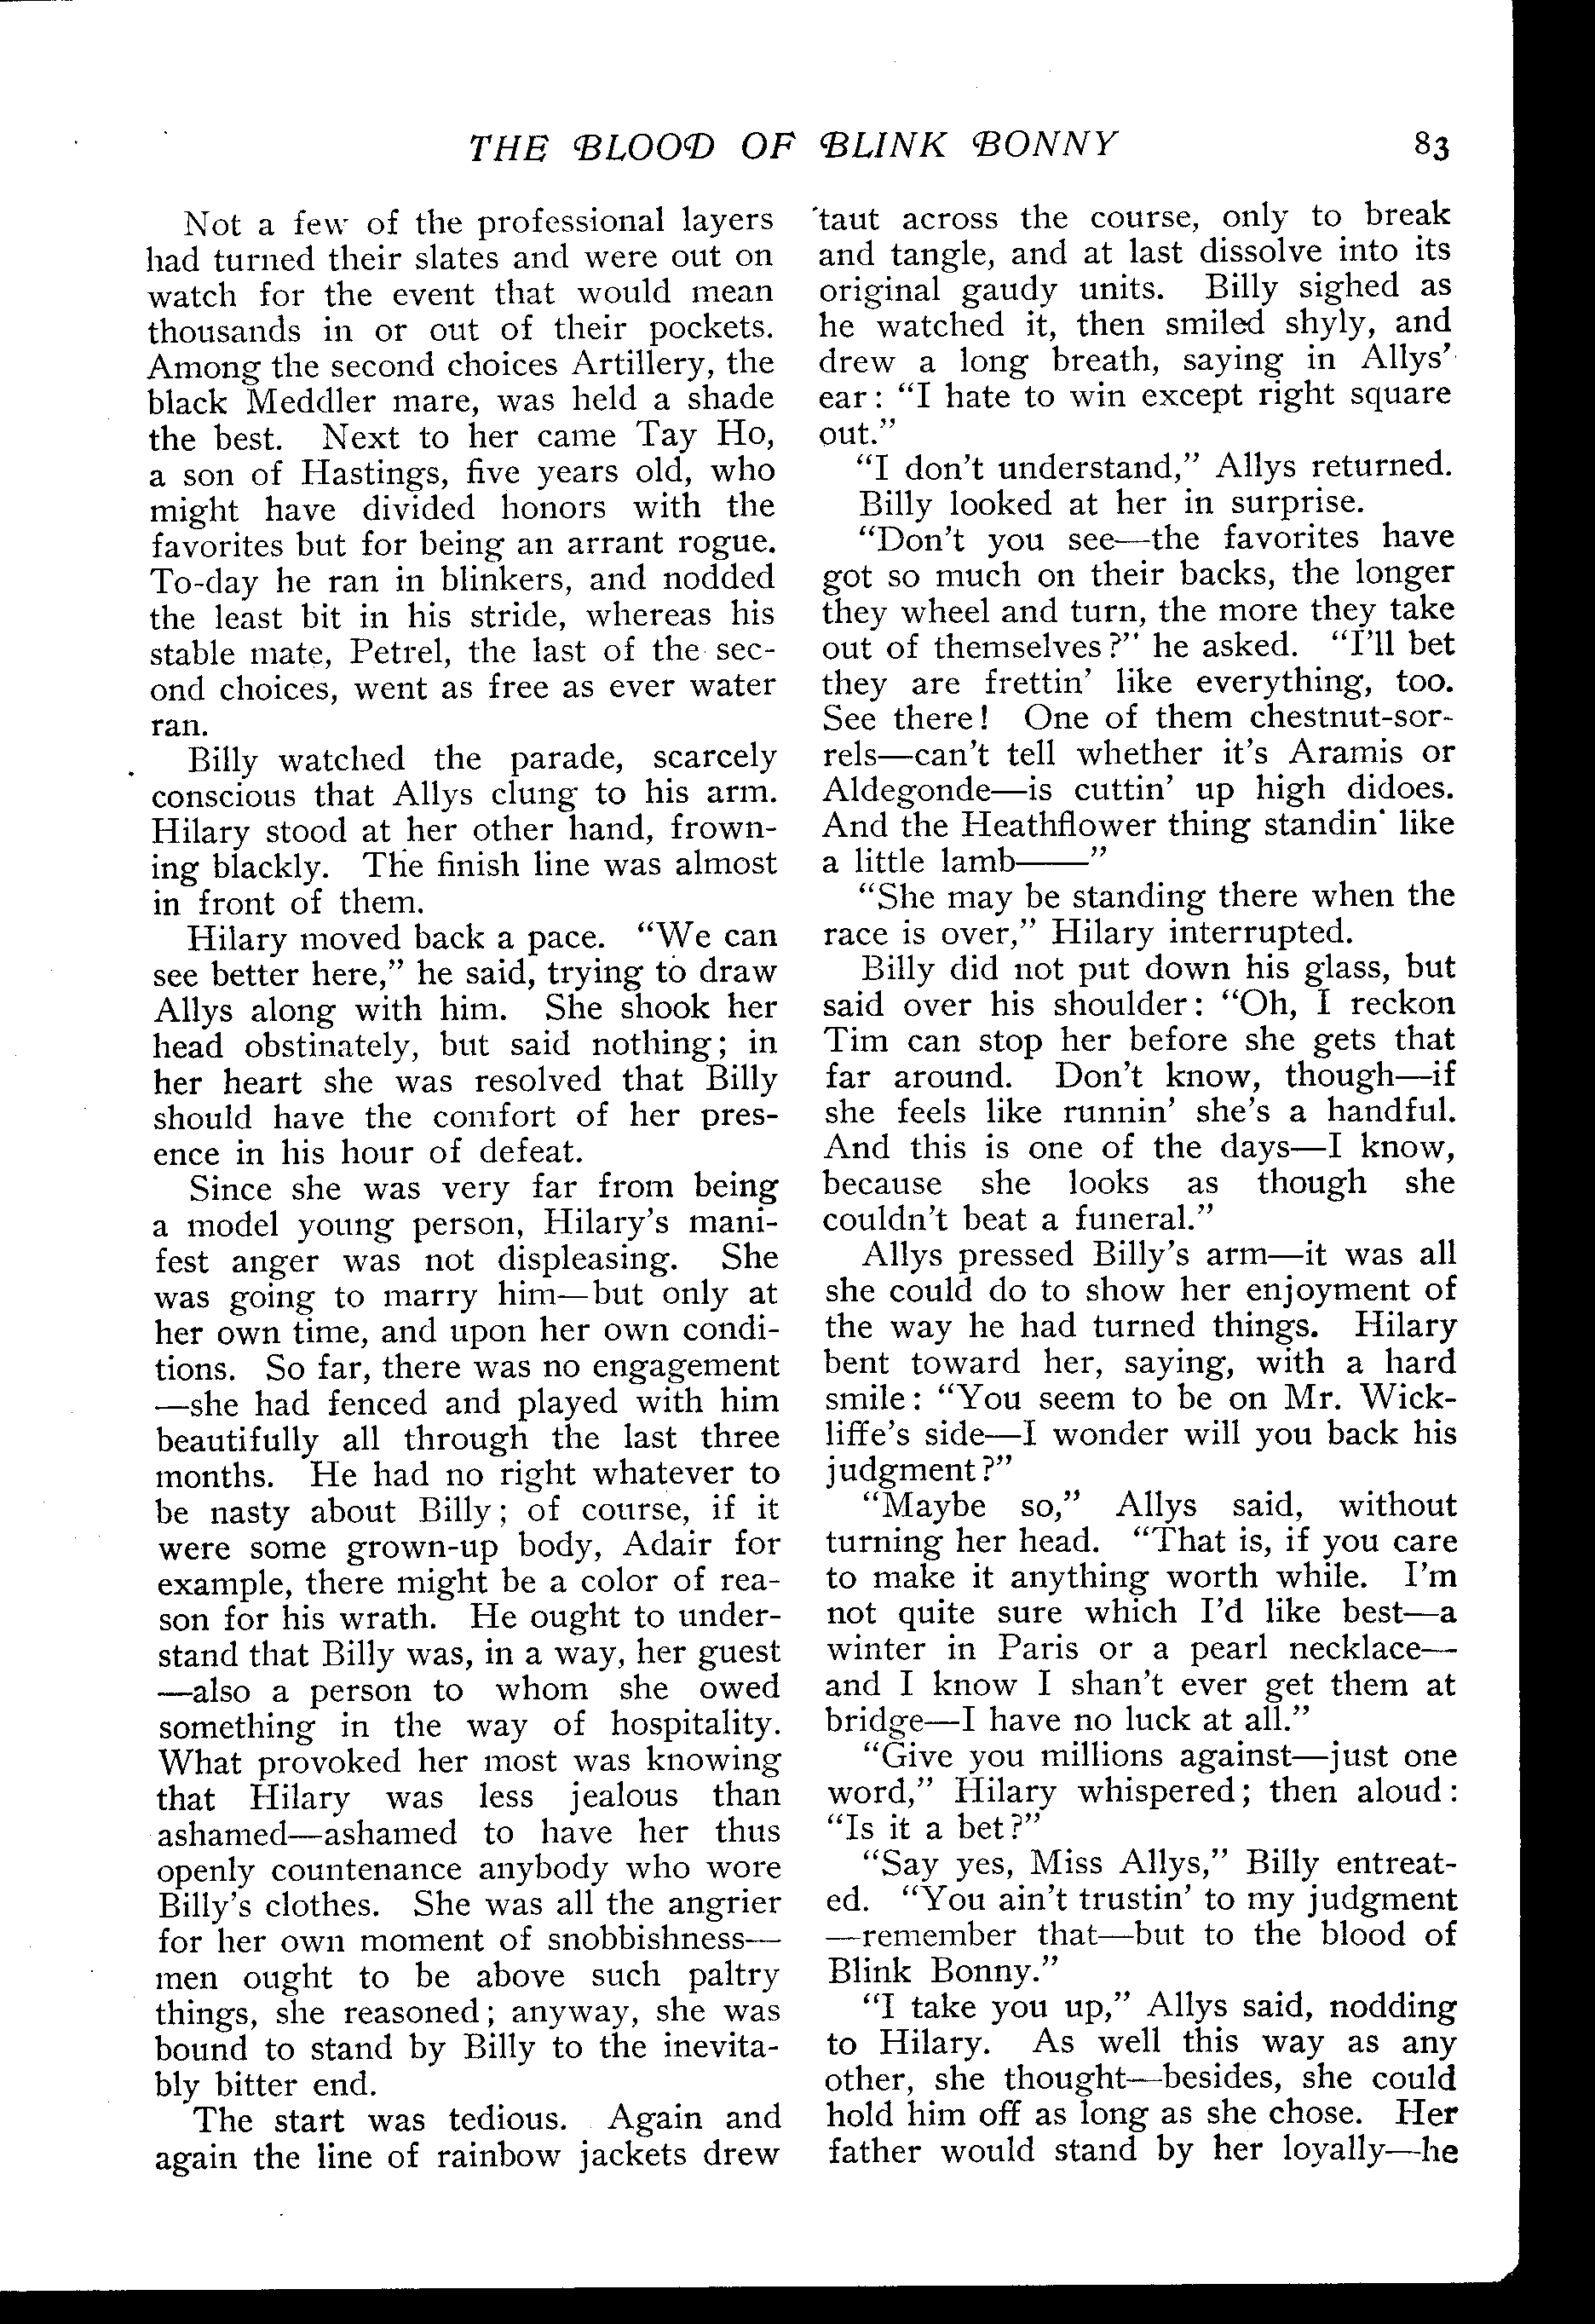 THE BLOOD OF BLINK BONNY 83
Not a few of the professional layers
had turned their slates and were out on
watch for the event that would mean
thousands in or out of their pockets.
Among the second choices Artillery, the
black Meddler mare, was held a shade
the best. Next to her came Tay Ho,
a son of Hastings, five years old, who
might have divided honors with the
favorites but for being an arrant rogue.
To-day he ran in blinkers, and nodded
the least bit in his stride, whereas his
stable mate, Petrel, the last of the sec-
ond choices, went as free as ever water
ran.
Billy watched the parade, scarcely
conscious that Allys clung to his arm.
Hilary stood at her other hand, frown-
ing blackly. The finish line was almost
in front of them.
Hilary moved back a pace. “We can
see better here,” he said, trying to draw
Allys along with him. She shook her
head obstinately, but said nothing; in
her heart she was resolved that Billy
should have the comfort of her pres-
ence in his hour of defeat.
Since she was very far from being
a model young person, Hilary’s mani-
fest anger was not displeasing. She
was going to marry him—but only at
her own time, and upon her own condi-
tions. So far, there was no engagement
—she had fenced and played with him
beautifully all through the last three
months. He had no right whatever to
be nasty about Billy; of course, if it
were some grown-up body, Adair for
example, there might be a color of rea-
son for his wrath. He ought to under-
stand that Billy was, in a way, her guest
—also a person to whom she owed
something in the way of hospitality.
What provoked her most was knowing
that Hilary was less jealous than
ashamed—ashamed to have her thus
openly countenance anybody who wore
Billy’s clothes. She was all the angrier
for her own moment of snobbishness—
men ought to be above such paltry
things, she reasoned; anyway, she was
bound to stand by Billy to the inevita-
bly bitter end.
The start was tedious. Again and
again the line of rainbow jackets drew
taut across the course, only to break
and tangle, and at last dissolve into its
original gaudy units. Billy sighed as
he watched it, then smiled shyly, and
drew a long breath, saying in Allys’
ear: “I hate to win except right square
out.”
“I don’t understand,” Allys returned.
Billy looked at her in surprise.
“Don’t you see—the favorites have
got so much on their backs, the longer
they wheel and turn, the more they take
out of themselves?” he asked. “I’ll bet
they are frettin’ like everything, too.
See there! One of them chestnut-sor-
rels—can’t tell whether it’s Aramis or
Aldegonde—is cuttin’ up high didoes.
And the Heathflower thing standin’ like
a little lamb——”
“She may be standing there when the
race is over,” Hilary interrupted.
Billy did not put down his glass, but
said over his shoulder: “Oh, I reckon
Tim can stop her before she gets that
far around. Don’t know, though—if
she feels like runnin’ she’s a handful.
And this is one of the days—I know,
because she looks as though she
couldn’t beat a funeral.”
Allys pressed Billy’s arm—it was all
she could do to show her enjoyment of
the way he had turned things. Hilary
bent toward her, saying, with a hard
smile: “You seem to be on Mr. Wick-
liffe’s side—I wonder will you back his
judgment?”
“Maybe so,” Allys said, without
turning her head. “That is, if you care
to make it anything worth while. I’m
not quite sure which I’d like best—a
winter in Paris or a pearl necklace—
and I know I shan’t ever get them at
bridge—I have no luck at all.”
“Give you millions against—just one
word,” Hilary whispered; then aloud:
“Is it a bet?”
“Say yes, Miss Allys,” Billy entreat-
ed. “You ain’t trustin’ to my judgment
—remember that—but to the blood of
Blink Bonny.”
“I take you up,” Allys said, nodding
to Hilary. As well this way as any
other, she thought—besides, she could
hold him off as long as she chose. Her
father would stand by her loyally—he